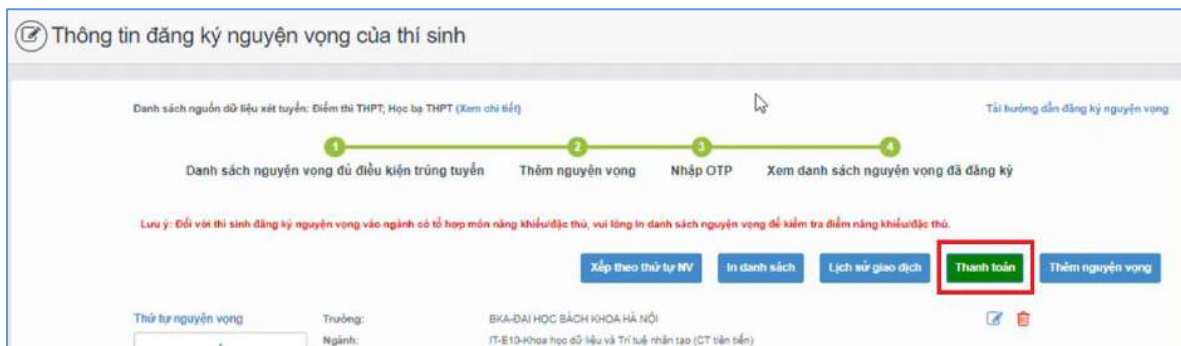 Thông tin đăng ký nguyện vọng của thí sinh
Danh sách nguồn dữ liệu xét tuyển: Điểm thi THPT; Học bạ THPT (Xem chi tiết)
Tải hướng dẫn đăng ký nguyện vọng
1 2 3 4
Danh sách nguyện vọng đủ điều kiện trúng tuyển Thêm nguyện vọng Nhập OTP Xem danh sách nguyện vọng đã đăng ký
Lưu ý: Đối với thí sinh đăng ký nguyện vọng vào ngành có tổ hợp môn năng khiếu/đặc thù, vui lòng in danh sách nguyện vọng để kiểm tra điểm năng khiếu/đặc thù.
Xếp theo thứ tự NV In danh sách Lịch sử giao dịch Thanh toán Thêm nguyện vọng
Thứ tự nguyện vọng Trường: BKA-ĐẠI HỌC BÁCH KHOA HÀ NỘI
Ngành: IT-E10-Khoa học dữ liệu và Trí tuệ nhân tạo (CT tiên tiến)